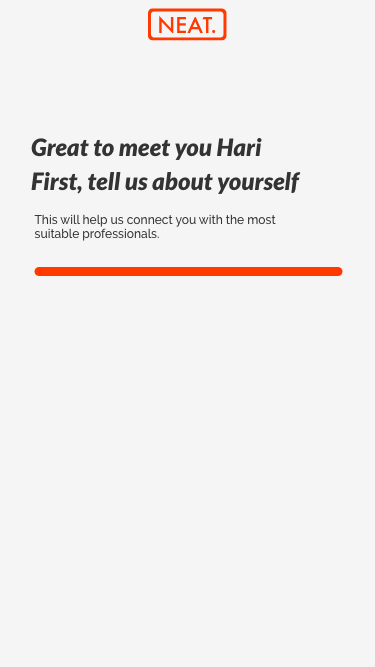 NEAT.
Great to meet you Hari
First, tell us about yourself
This will help us connect you with the most
suitable professionals.